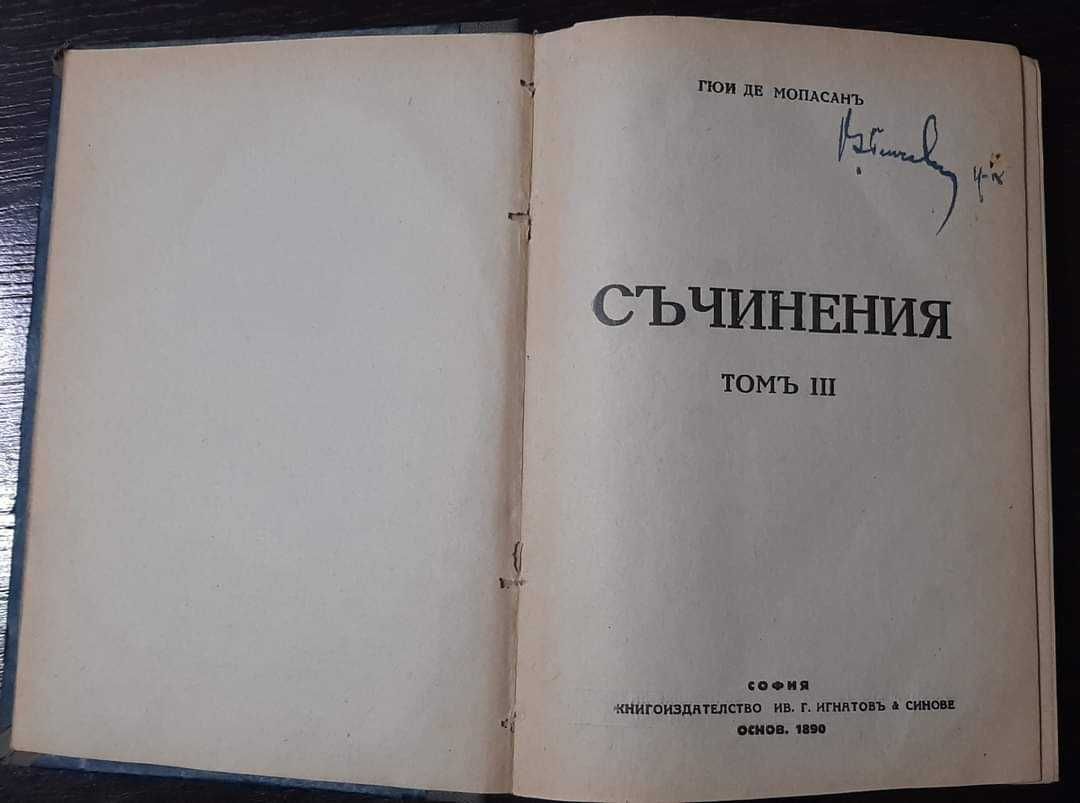 ГЮИ ДЕ МОПАСАНЪ
СЪЧИНЕНИЯ
ТОМЪ III
СОФИЯ
КНИГОИЗДАТЕЛСТВО ИВ. Г. ИГНАТОВЪ & СИНОВЕ
ОСНОВ. 1890